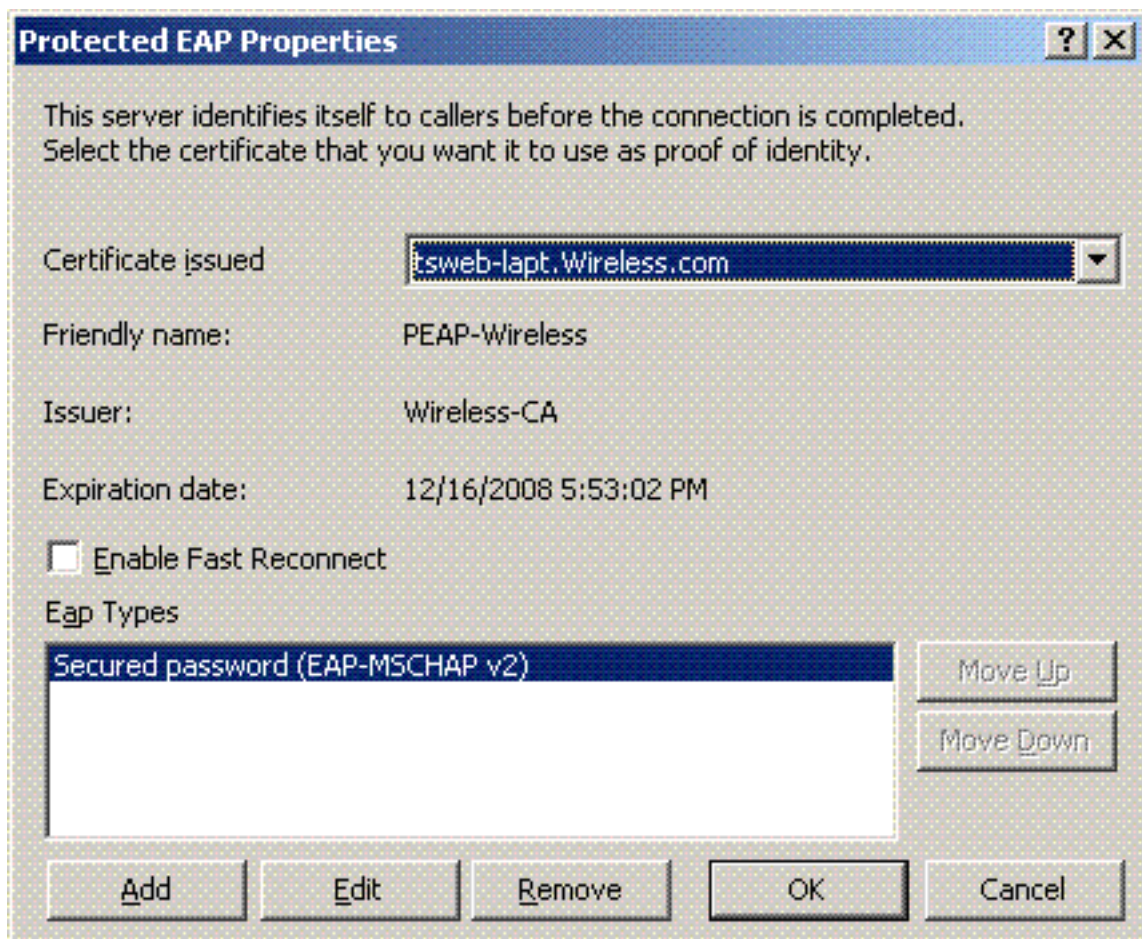 Protected EAP Properties
This server identifies itself to callers before the connection is completed.
Select the certificate that you want it to use as proof of identity.
Certificate issued tsweb-lapt.Wireless.com
Friendly name: PEAP-Wireless
Issuer: Wireless-CA
Expiration date: 12/16/2008 5:53:02 PM
Enable Fast Reconnect
Eap Types
Secured password (EAP-MSCHAP v2)
Move Up
Move Down
Add Edit Remove OK Cancel